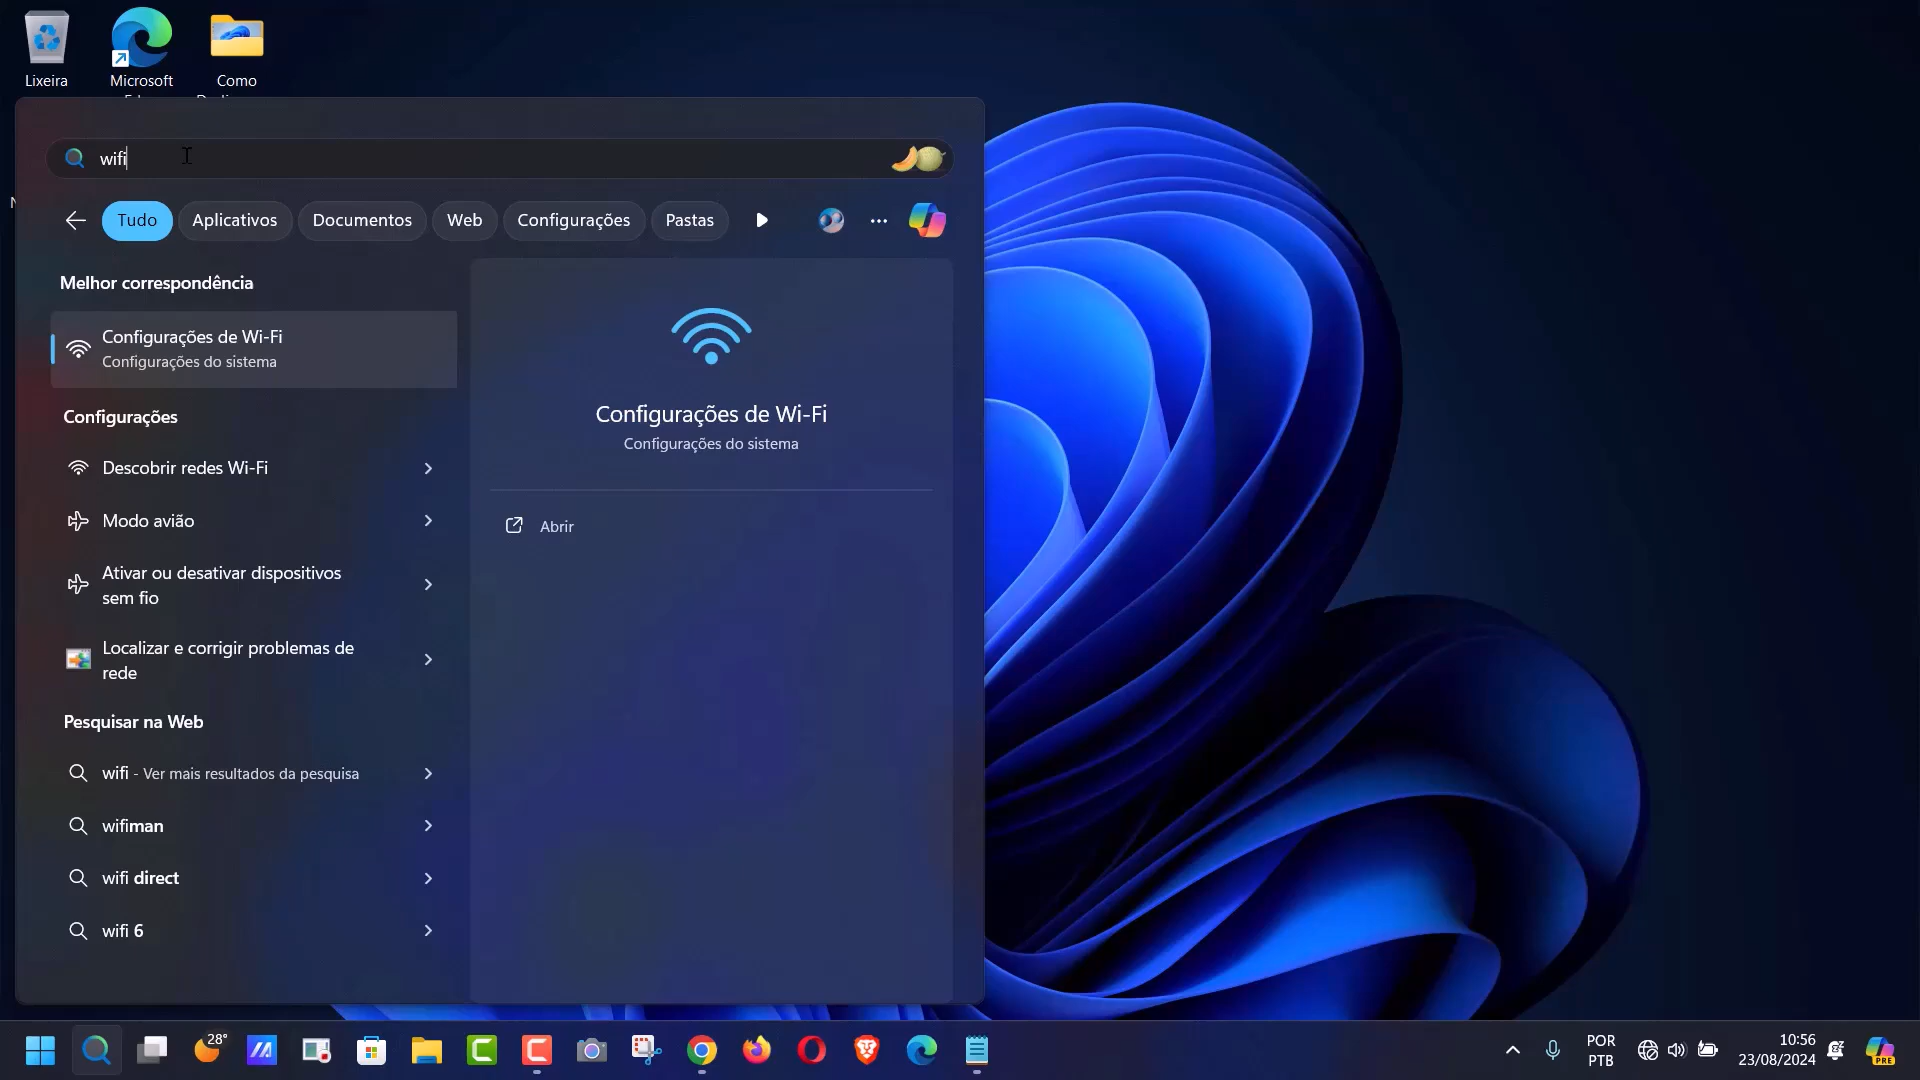 Lixeira
Microsoft
Como
wifi
Tudo
Aplicativos
Documentos
Web
Configurações
Pastas
Melhor correspondência
Configurações de Wi-Fi
Configurações do sistema
Configurações
Descobrir redes Wi-Fi
Modo avião
Ativar ou desativar dispositivos
sem fio
Localizar e corrigir problemas de
rede
Pesquisar na Web
wifi - Ver mais resultados da pesquisa
wifiman
wifi direct
wifi 6
Configurações de Wi-Fi
Configurações do sistema
Abrir
28°
POR
PTB
10:56
23/08/2024
PRE